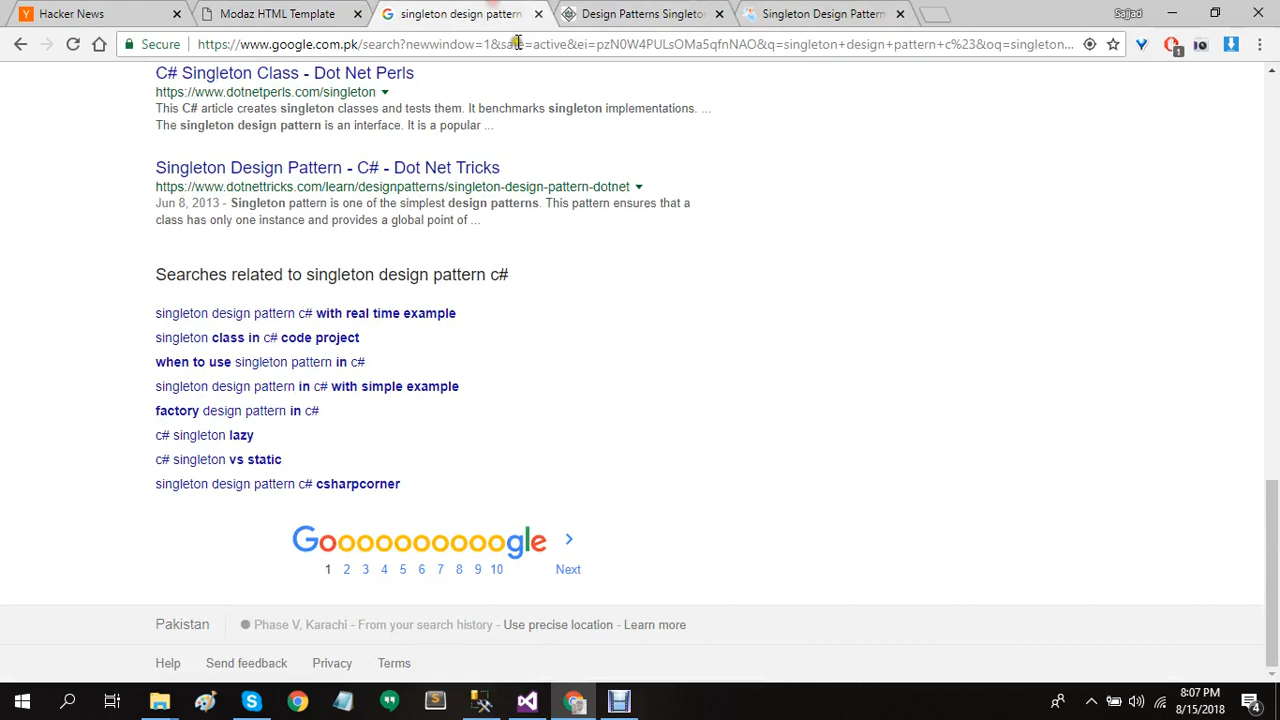 Hacker News
Modaz HTML Template
singleton design pattern
Design Patterns Singleton
Singleton Design Pattern
Sajjad
Secure
https://www.google.com.pk/search?newwindow=1&safe=active&ei=pzN0W4PULsOMa5qfnNAO&q=singleton+design+pattern+c%23&oq=singleton...
1
C# Singleton Class - Dot Net Perls
https://www.dotnetperls.com/singleton
This C# article creates singleton classes and tests them. It benchmarks singleton implementations. ...
The singleton design pattern is an interface. It is a popular ...
Singleton Design Pattern - C# - Dot Net Tricks
https://www.dotnettricks.com/learn/designpatterns/singleton-design-pattern-dotnet
Jun 8, 2013 - Singleton pattern is one of the simplest design patterns. This pattern ensures that a
class has only one instance and provides a global point of ...
Searches related to singleton design pattern c#
singleton design pattern c# with real time example
singleton class in c# code project
when to use singleton pattern in c#
singleton design pattern in c# with simple example
factory design pattern in c#
c# singleton lazy
c# singleton vs static
singleton design pattern c# csharpcorner
Goooooooooogle
1 2 3 4 5 6 7 8 9 10 Next
Pakistan
Phase V, Karachi - From your search history - Use precise location - Learn more
Help Send feedback Privacy Terms
8:07 PM
8/15/2018
4